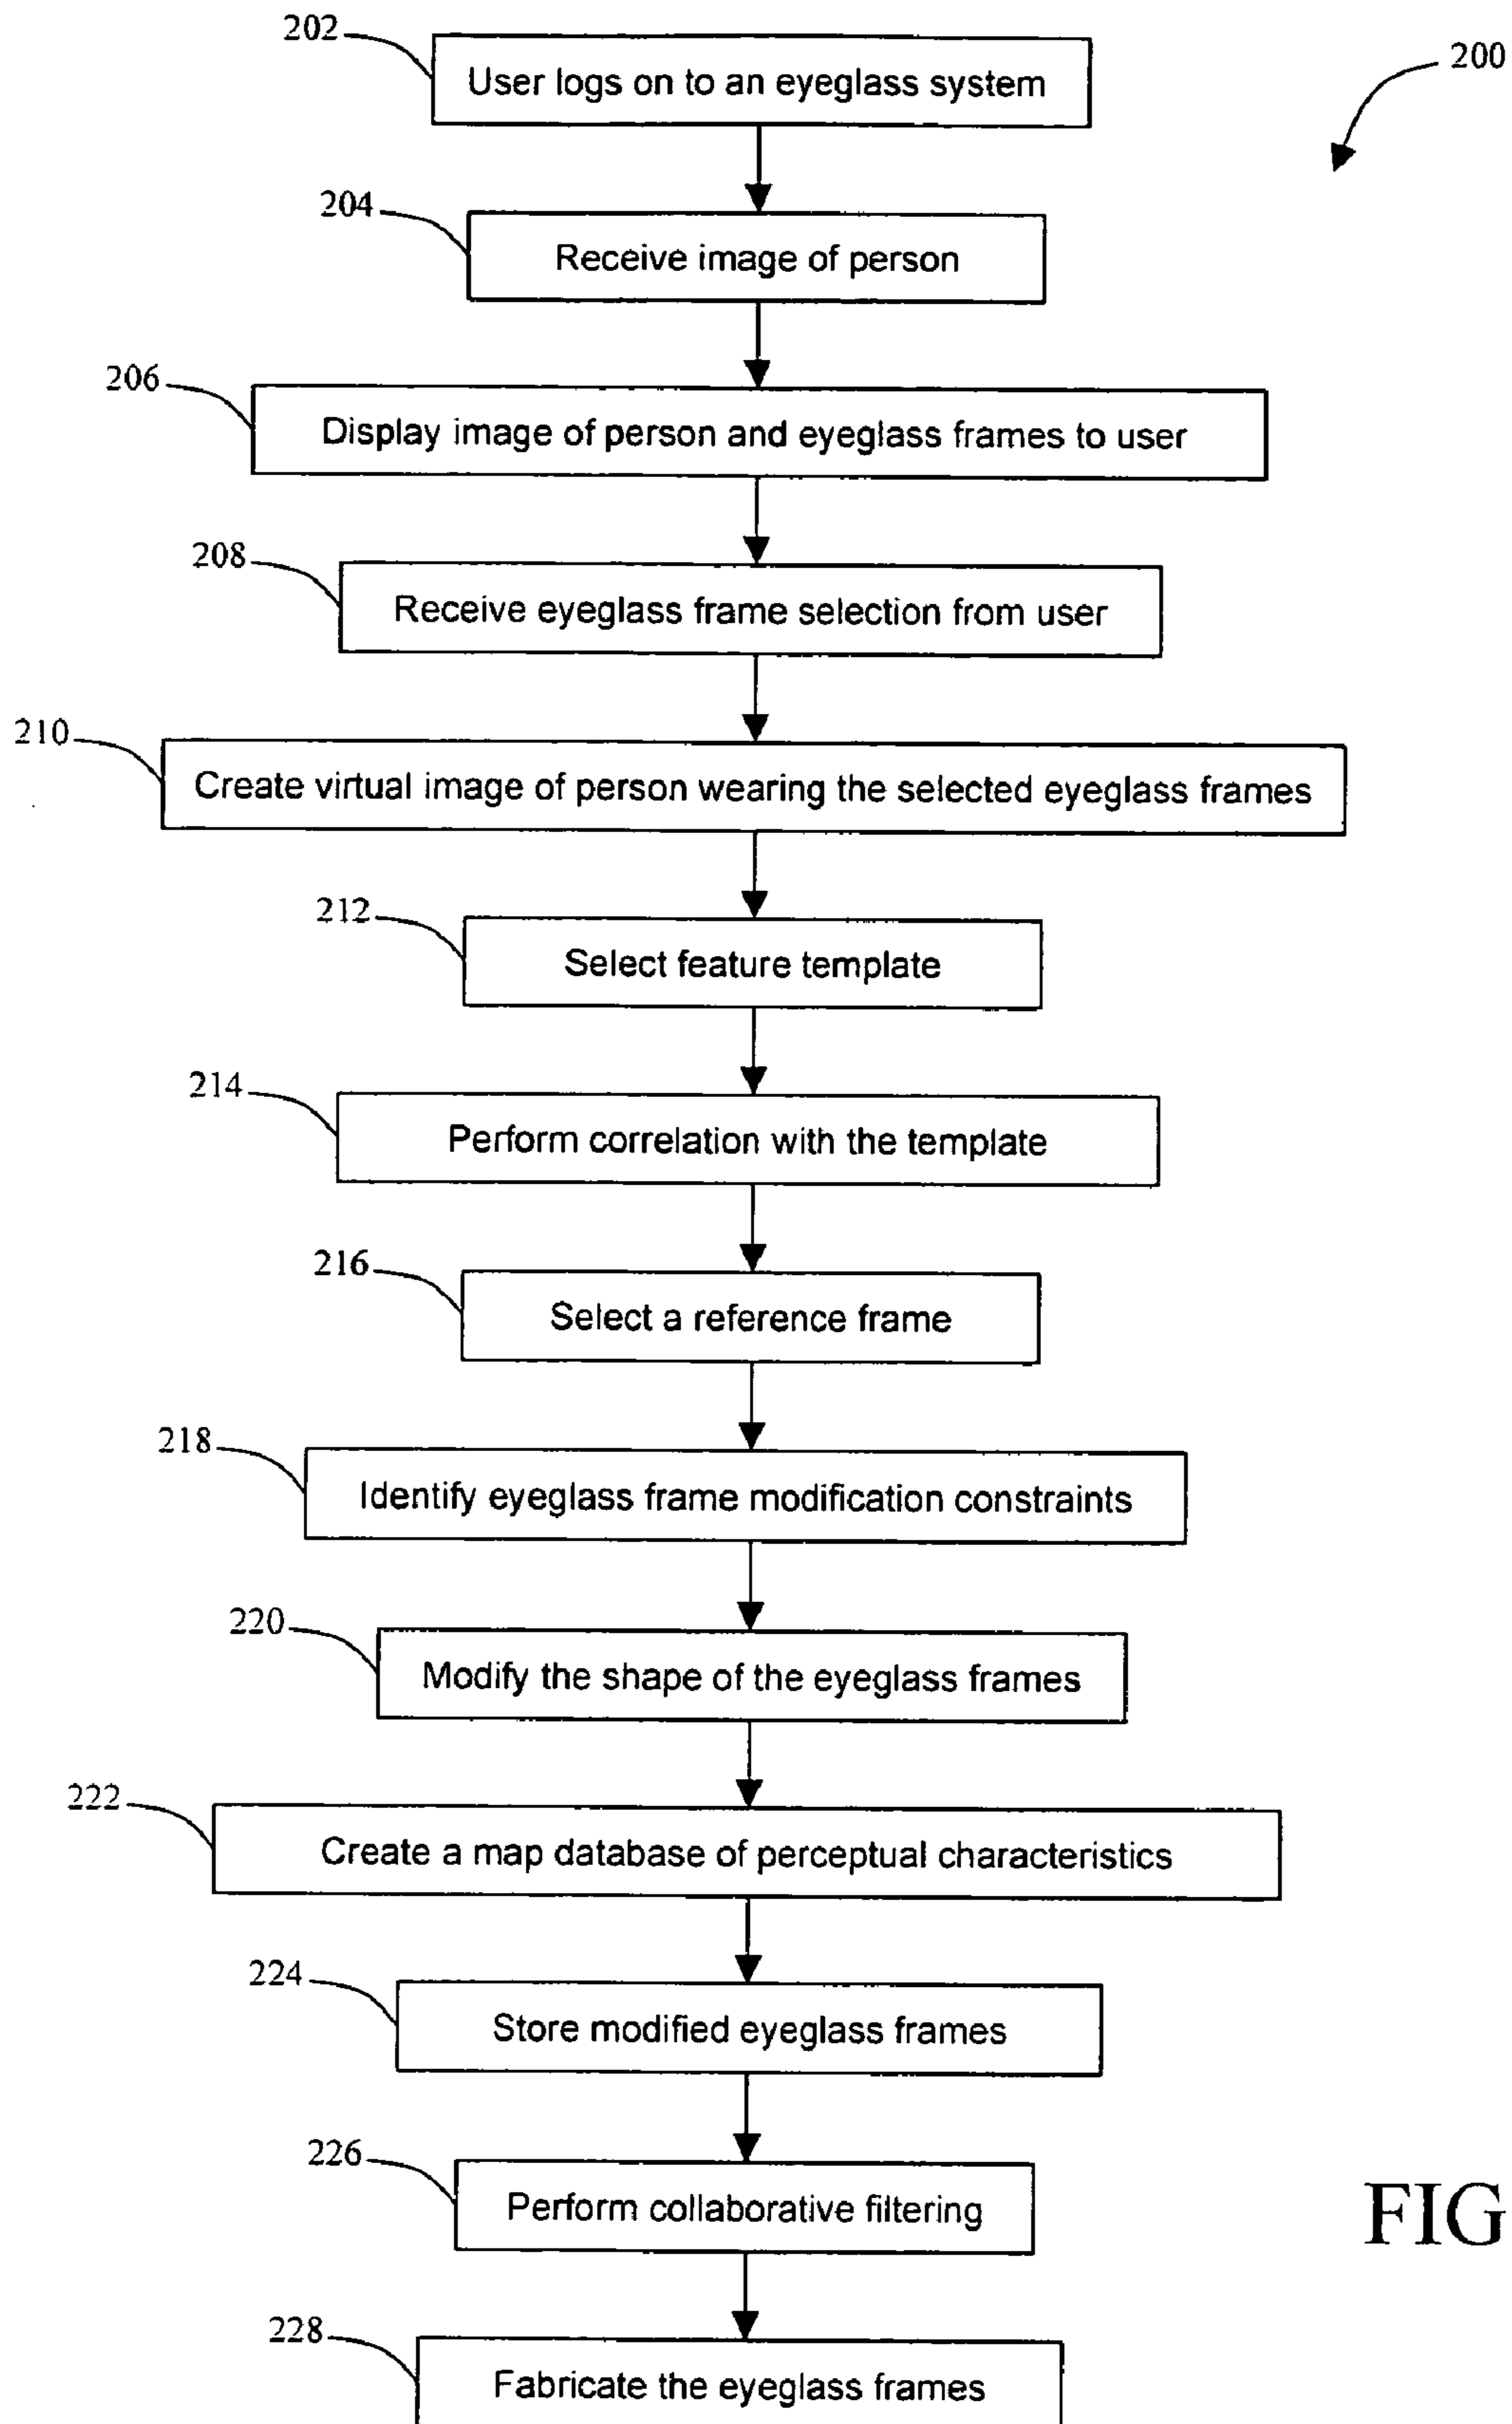 202
User logs on to an eyeglass system
200
204
Receive image of person
206
Display image of person and eyeglass frames to user
208
Receive eyeglass frame selection from user
210
Create virtual image of person wearing the selected eyeglass frames
212
Select feature template
214
Perform correlation with the template
216
Select a reference frame
218
Identify eyeglass frame modification constraints
220
Modify the shape of the eyeglass frames
222
Create a map database of perceptual characteristics
224
Store modified eyeglass frames
226
Perform collaborative filtering
FIG
228
Fabricate the eyeglass frames